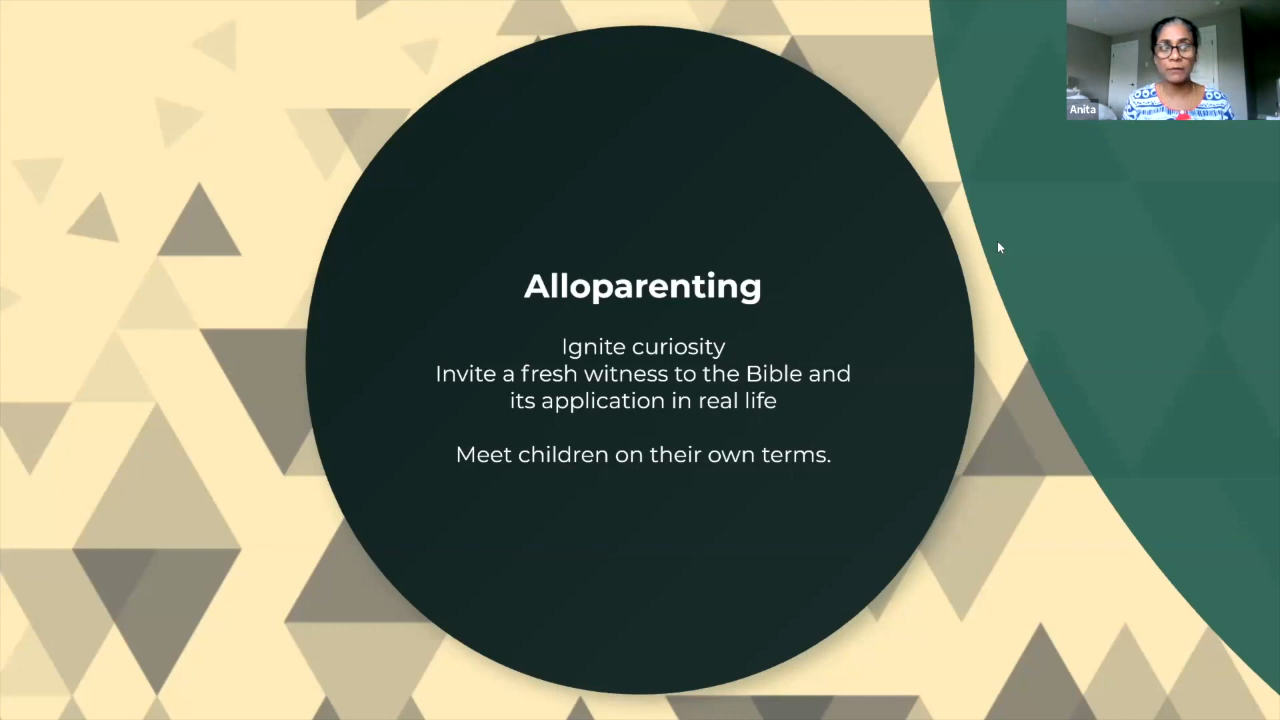 Anita
Alloparenting
Ignite curiosity
Invite a fresh witness to the Bible and
its application in real life
Meet children on their own terms.